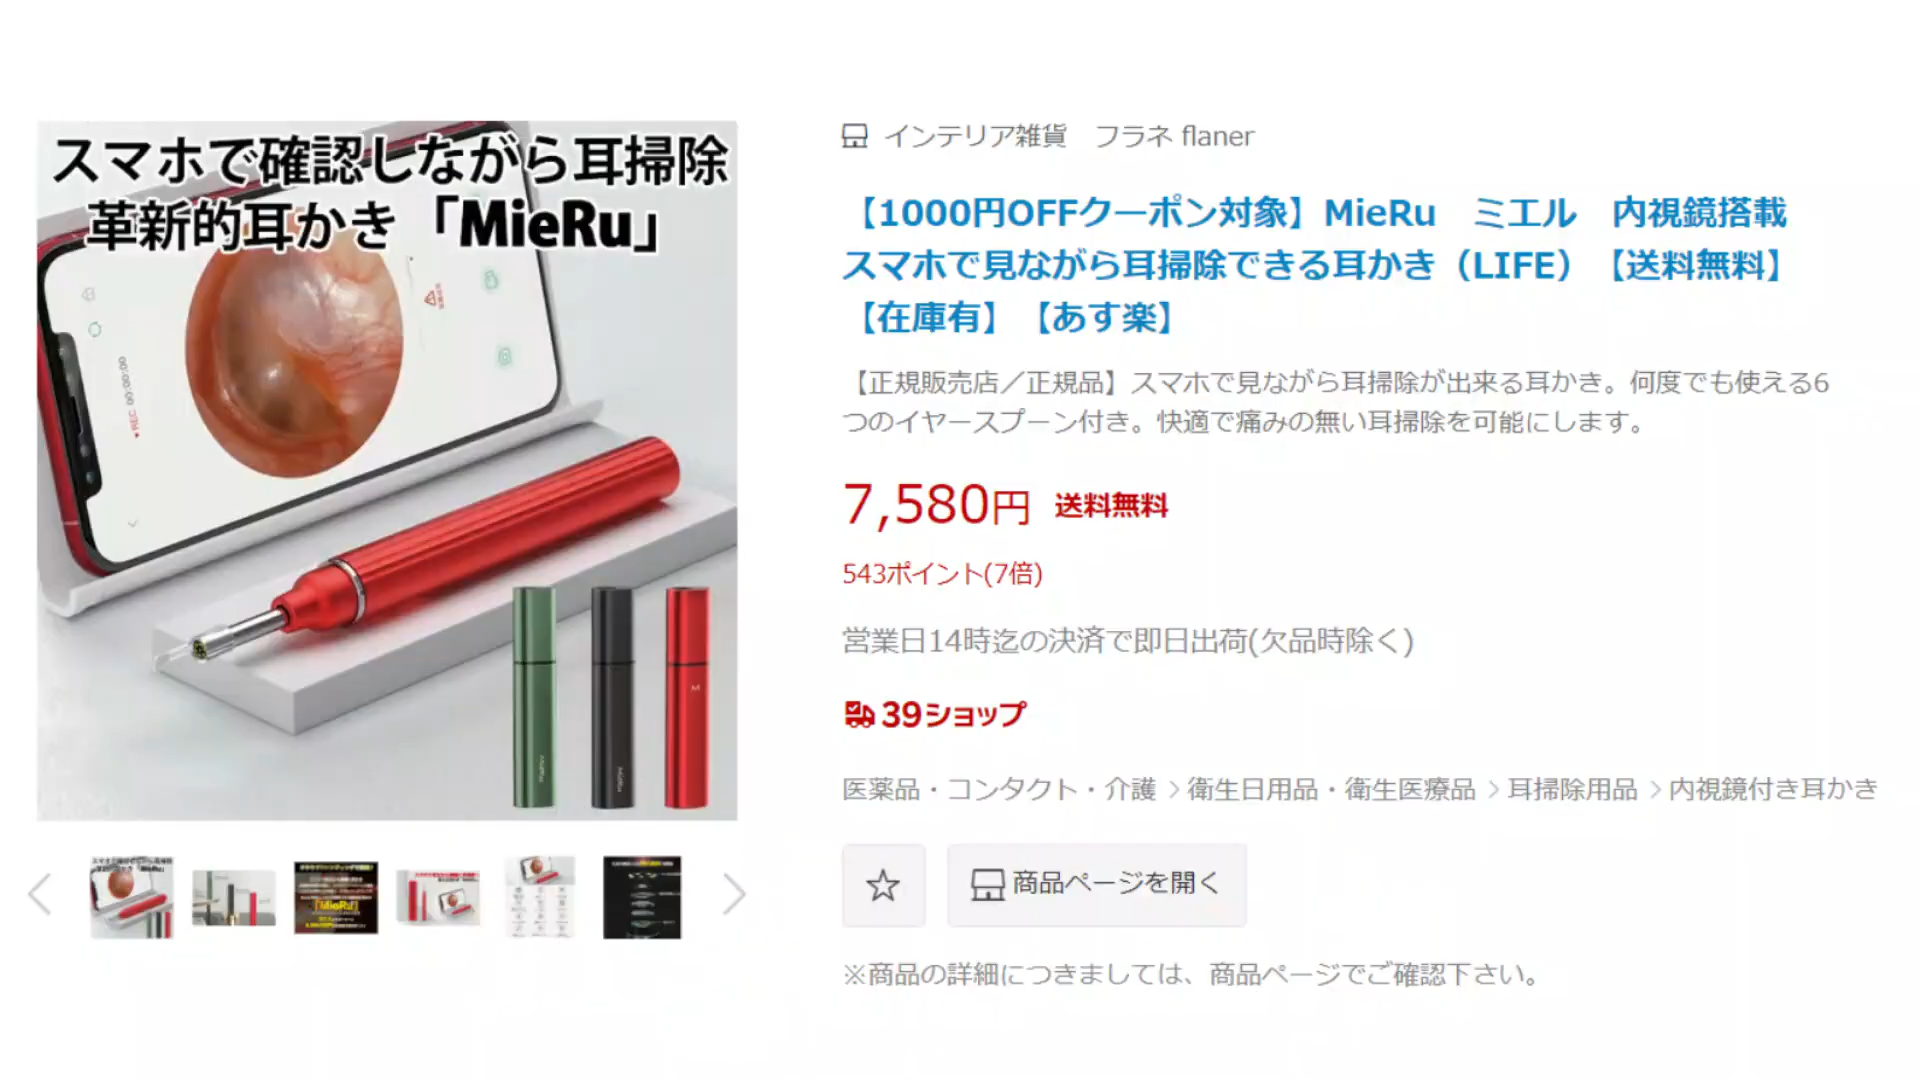 スマホで確認しながら耳掃除
革新的耳かき「MieRu」
REC 00:00:00
インテリア雑貨　フラネ flaner
【1000円OFFクーポン対象】MieRu　ミエル　内視鏡搭載
スマホで見ながら耳掃除できる耳かき（LIFE）【送料無料】
【在庫有】【あす楽】
【正規販売店／正規品】スマホで見ながら耳掃除が出来る耳かき。何度でも使える6
つのイヤースプーン付き。快適で痛みの無い耳掃除を可能にします。
7,580円 送料無料
543ポイント(7倍)
営業日14時迄の決済で即日出荷(欠品時除く)
39ショップ
医薬品・コンタクト・介護 > 衛生日用品・衛生医療品 > 耳掃除用品 > 内視鏡付き耳かき
商品ページを開く
※商品の詳細につきましては、商品ページでご確認下さい。